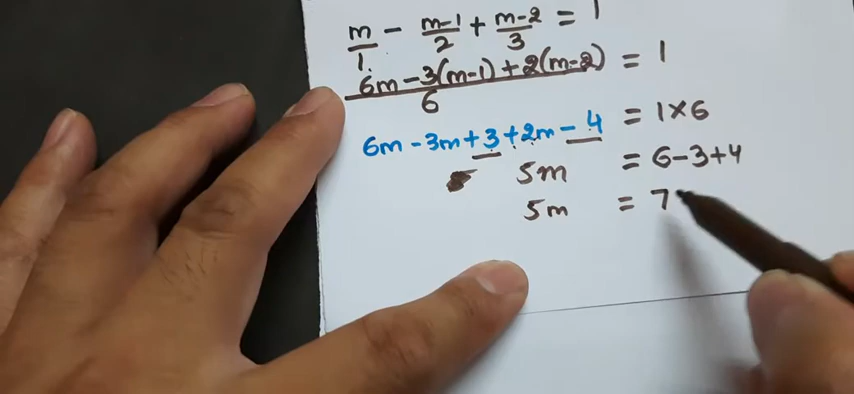 m/1 - (m-1)/2 + (m-2)/3 = 1
(6m - 3(m-1) + 2(m-2))/6 = 1
6m - 3m + 3 + 2m - 4 = 1 × 6
5m = 6 - 3 + 4
5m = 7